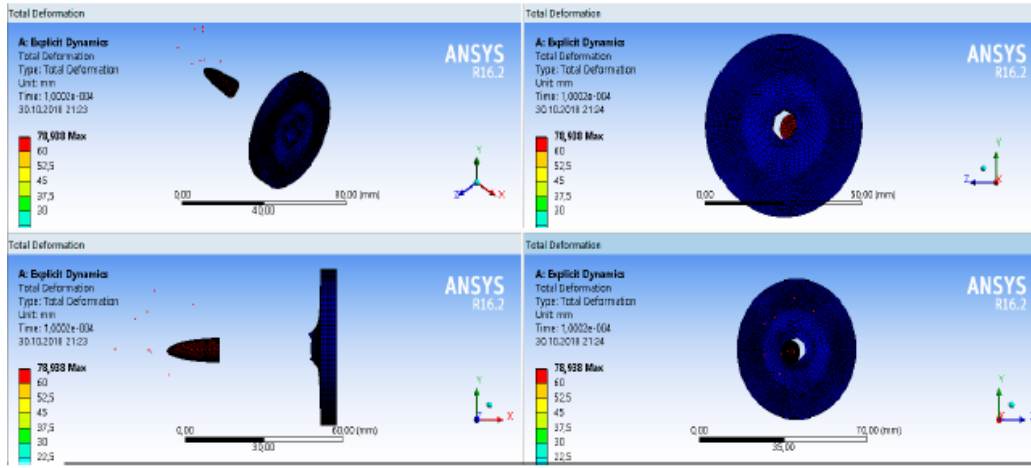 Total Deformation
A: Explicit Dynamics
Total Deformation
Type: Total Deformation
Unit: mm
Time: 1,0002e-004
30.10.2018 21:23
78,938 Max
60
52,5
45
37,5
30
ANSYS
R16.2
0,00
80,00 (mm)
40,00
Y
Z
X
Total Deformation
A: Explicit Dynamics
Total Deformation
Type: Total Deformation
Unit: mm
Time: 1,0002e-004
30.10.2018 21:24
78,938 Max
60
52,5
45
37,5
30
ANSYS
R16.2
0,00
50,00 (mm)
Y
Z
X
Total Deformation
A: Explicit Dynamics
Total Deformation
Type: Total Deformation
Unit: mm
Time: 1,0002e-004
30.10.2018 21:23
78,938 Max
60
52,5
45
37,5
30
22,5
ANSYS
R16.2
0,00
60,00 (mm)
30,00
Y
Z
X
Total Deformation
A: Explicit Dynamics
Total Deformation
Type: Total Deformation
Unit: mm
Time: 1,0002e-004
30.10.2018 21:24
78,938 Max
60
52,5
45
37,5
30
22,5
ANSYS
R16.2
0,00
70,00 (mm)
35,00
Y
X
Z